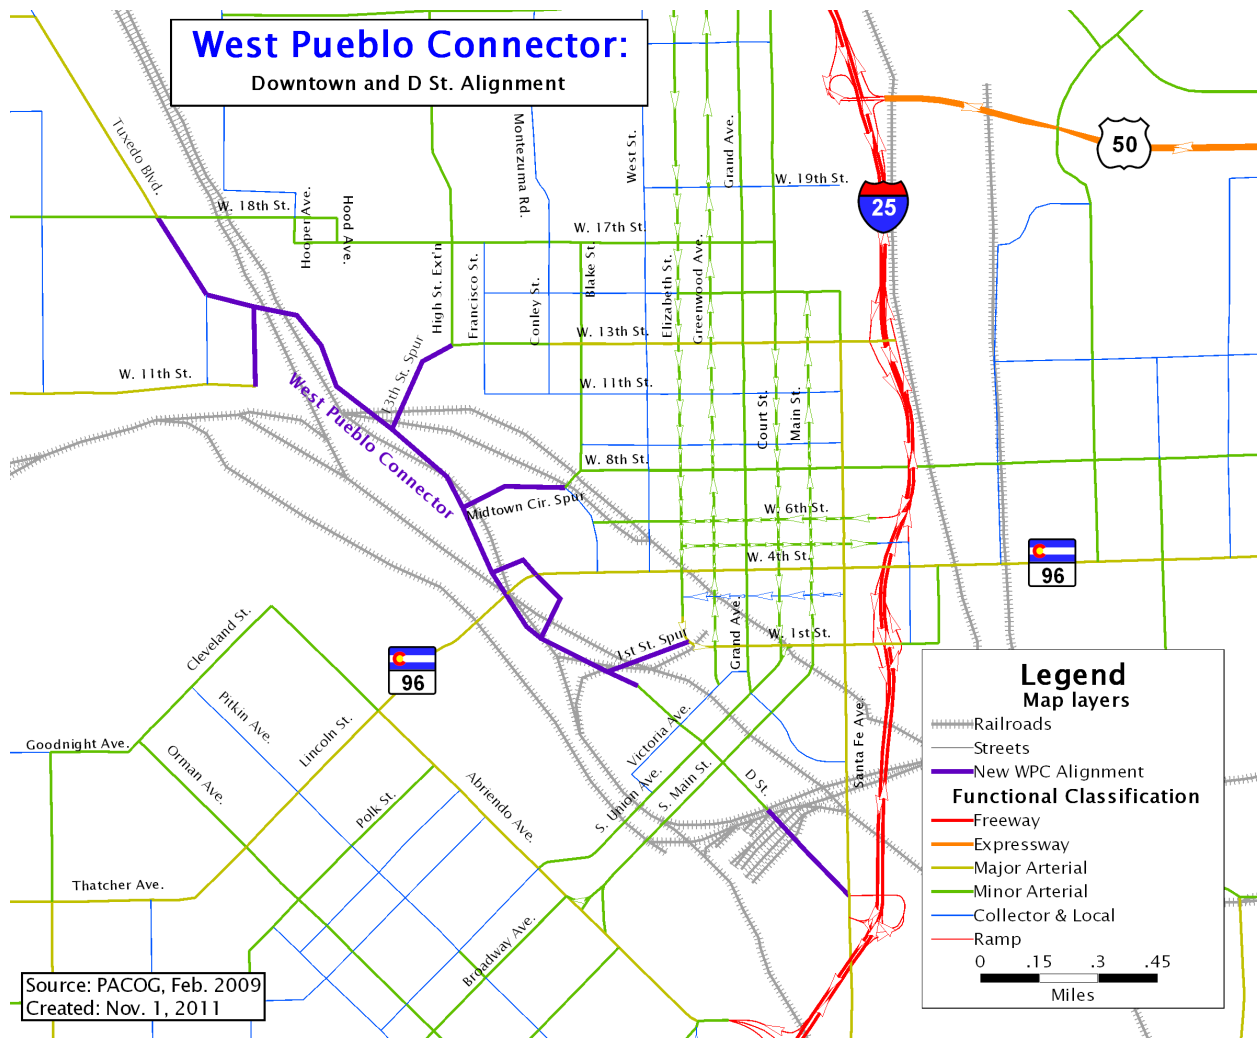 West Pueblo Connector:
Downtown and D St. Alignment
50
25
Tuxedo Blvd.
Montezuma Rd.
West St.
Grand Ave.
W. 19th St.
W. 18th St.
Hooper Ave.
Hood Ave.
W. 17th St.
High St. Ext'n
Francisco St.
Conley St.
Blake St.
Elizabeth St.
Greenwood Ave.
W. 13th St.
13th St. Spur
W. 11th St.
W. 11th St.
Court St.
Main St.
West Pueblo Connector
W. 8th St.
Midtown Cir. Spur
W. 6th St.
W. 4th St.
96
Grand Ave.
W. 1st St.
1st St. Spur
96
Cleveland St.
Pitkin Ave.
Lincoln St.
Goodnight Ave.
Orman Ave.
Polk St.
Abriendo Ave.
Victoria Ave.
S. Union Ave.
S. Main St.
D St.
Santa Fe Ave.
Thatcher Ave.
Broadway Ave.
Legend
Map layers
Railroads
Streets
New WPC Alignment
Functional Classification
Freeway
Expressway
Major Arterial
Minor Arterial
Collector & Local
Ramp
0 .15 .3 .45
Miles
Source: PACOG, Feb. 2009
Created: Nov. 1, 2011